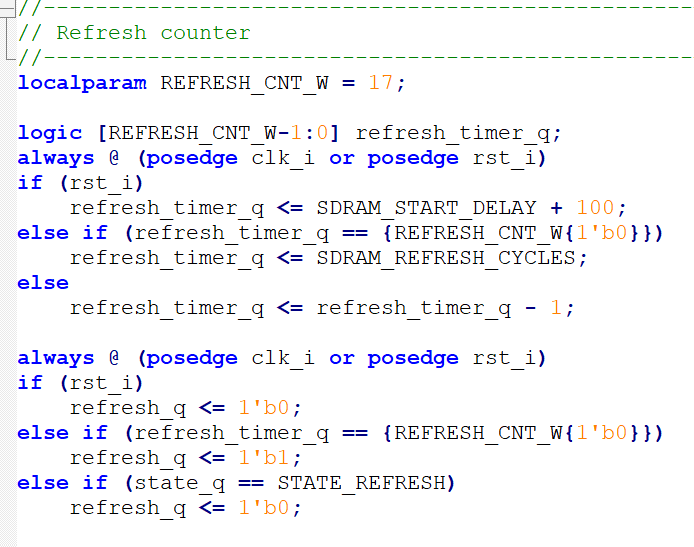 //--------------------------------------------------
// Refresh counter
//--------------------------------------------------
localparam REFRESH_CNT_W = 17;

logic [REFRESH_CNT_W-1:0] refresh_timer_q;
always @ (posedge clk_i or posedge rst_i)
if (rst_i)
    refresh_timer_q <= SDRAM_START_DELAY + 100;
else if (refresh_timer_q == {REFRESH_CNT_W{1'b0}})
    refresh_timer_q <= SDRAM_REFRESH_CYCLES;
else
    refresh_timer_q <= refresh_timer_q - 1;

always @ (posedge clk_i or posedge rst_i)
if (rst_i)
    refresh_q <= 1'b0;
else if (refresh_timer_q == {REFRESH_CNT_W{1'b0}})
    refresh_q <= 1'b1;
else if (state_q == STATE_REFRESH)
    refresh_q <= 1'b0;